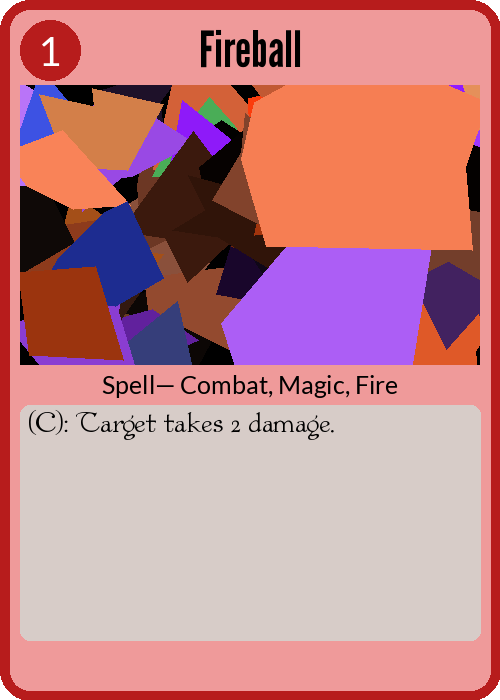 1
Fireball
Spell— Combat, Magic, Fire
(C): Target takes 2 damage.